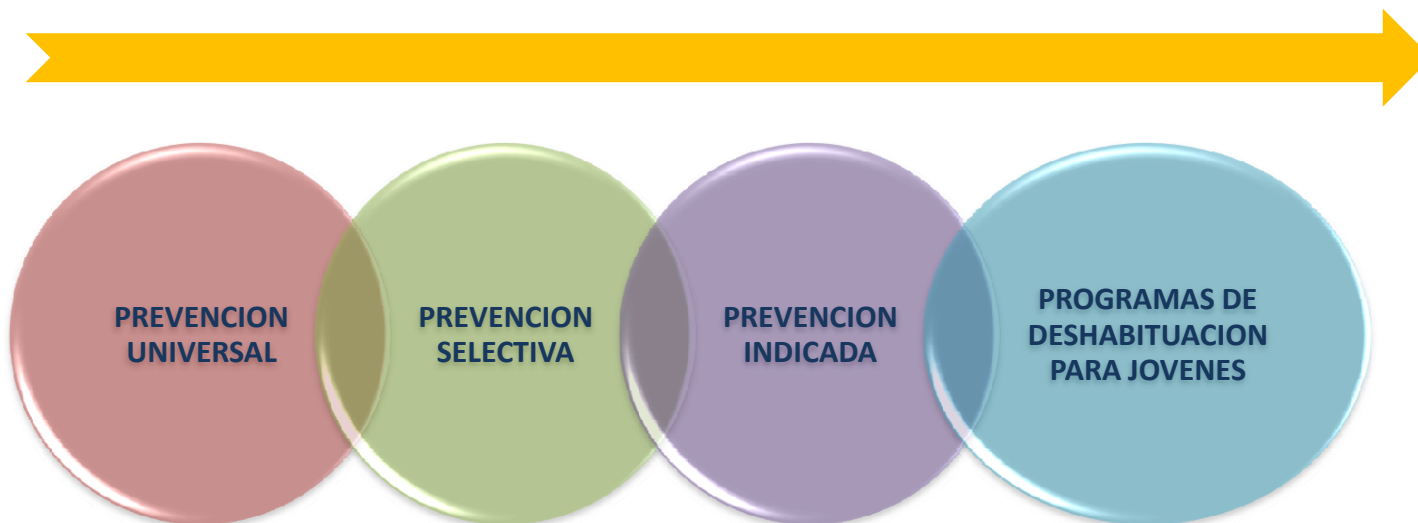 PREVENCION
UNIVERSAL
PREVENCION
SELECTIVA
PREVENCION
INDICADA
PROGRAMAS DE
DESHABITUACION
PARA JOVENES